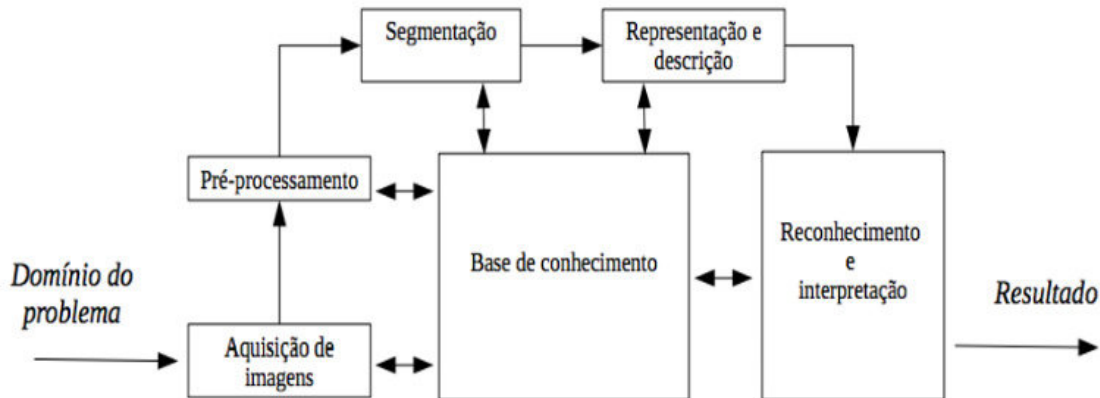 Segmentação
Representação e
descrição
Pré-processamento
Base de conhecimento
Reconhecimento
e
interpretação
Domínio do
problema
Resultado
Aquisição de
imagens